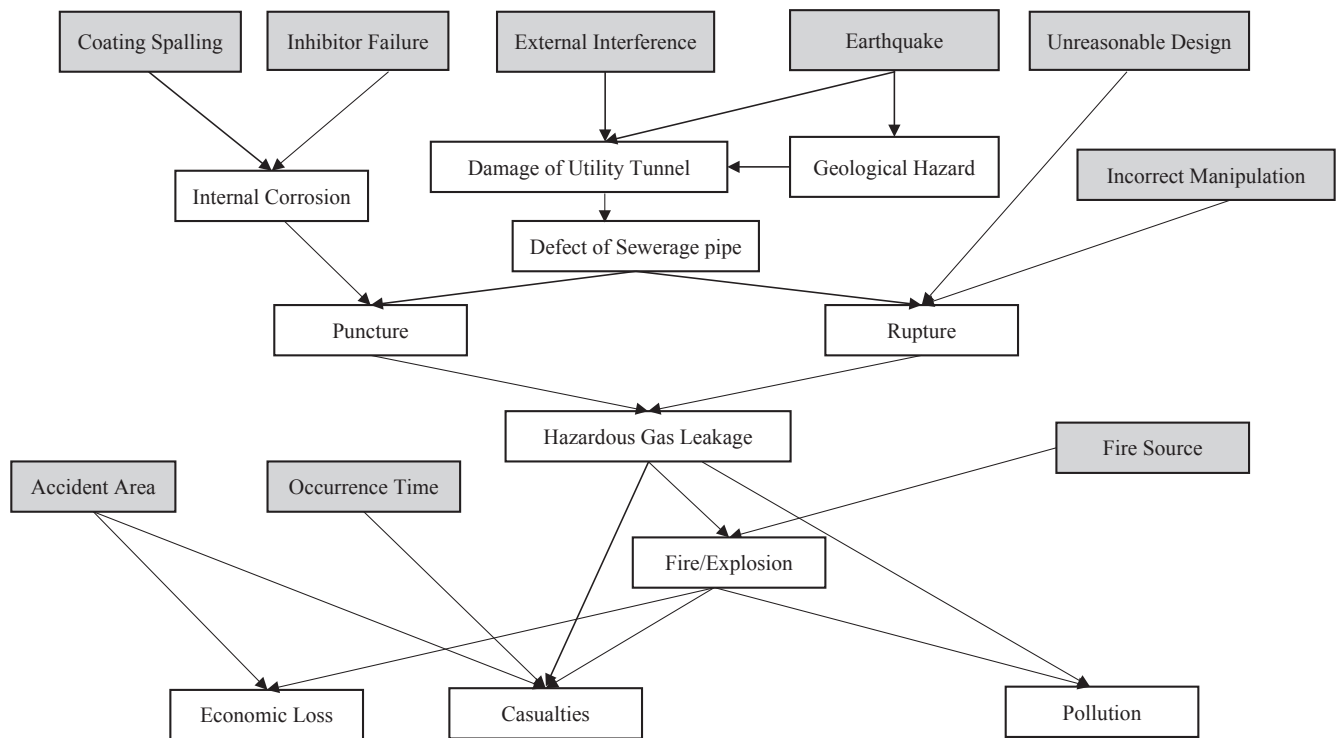 Coating Spalling
Inhibitor Failure
External Interference
Earthquake
Unreasonable Design
Damage of Utility Tunnel
Geological Hazard
Incorrect Manipulation
Internal Corrosion
Defect of Sewerage pipe
Puncture
Rupture
Hazardous Gas Leakage
Fire Source
Accident Area
Occurrence Time
Fire/Explosion
Economic Loss
Casualties
Pollution